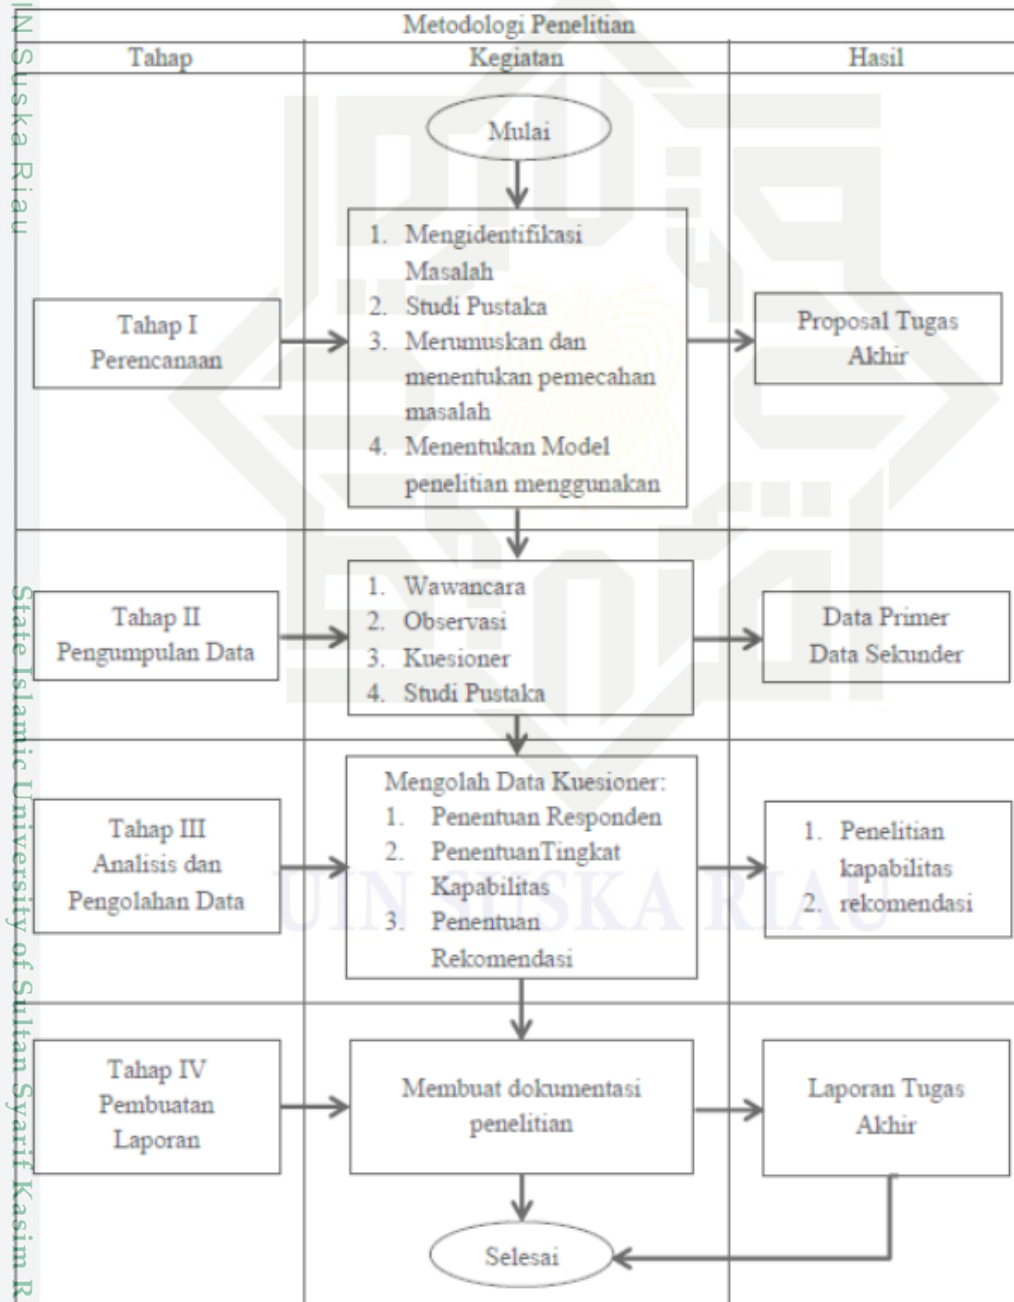 Metodologi Penelitian
Tahap
Kegiatan
Hasil
Mulai
Tahap I
Perencanaan
1. Mengidentifikasi
Masalah
2. Studi Pustaka
3. Merumuskan dan
menentukan pemecahan
masalah
4. Menentukan Model
penelitian menggunakan
Proposal Tugas
Akhir
Tahap II
Pengumpulan Data
1. Wawancara
2. Observasi
3. Kuesioner
4. Studi Pustaka
Data Primer
Data Sekunder
Tahap III
Analisis dan
Pengolahan Data
Mengolah Data Kuesioner:
1. Penentuan Responden
2. PenentuanTingkat
Kapabilitas
3. Penentuan
Rekomendasi
1. Penelitian
kapabilitas
2. rekomendasi
Tahap IV
Pembuatan
Laporan
Membuat dokumentasi
penelitian
Laporan Tugas
Akhir
Selesai
UIN SUSKA RIAU
IN Suska Riau
State Islamic University of Sultan Syarif Kasim R